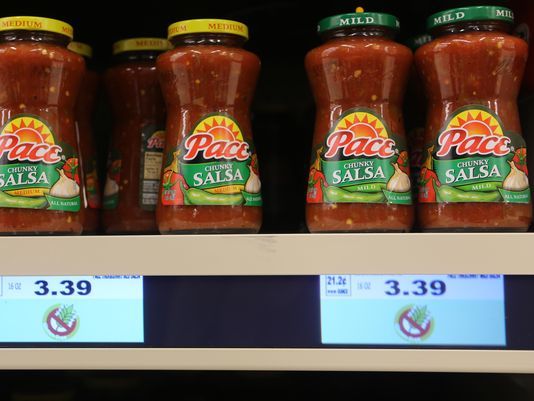 MEDIUM
MEDIUM
MEDIUM
MILD
MILD
Pace
CHUNKY
SALSA
MEDIUM
ALL NATURAL
Pace
CHUNKY
SALSA
MEDIUM
ALL NATURAL
Pace
CHUNKY
SALSA
MILD
ALL NATURAL
Pace
CHUNKY
SALSA
MILD
ALL NATURAL
16 OZ 3.39
21.2¢ 16 OZ 3.39